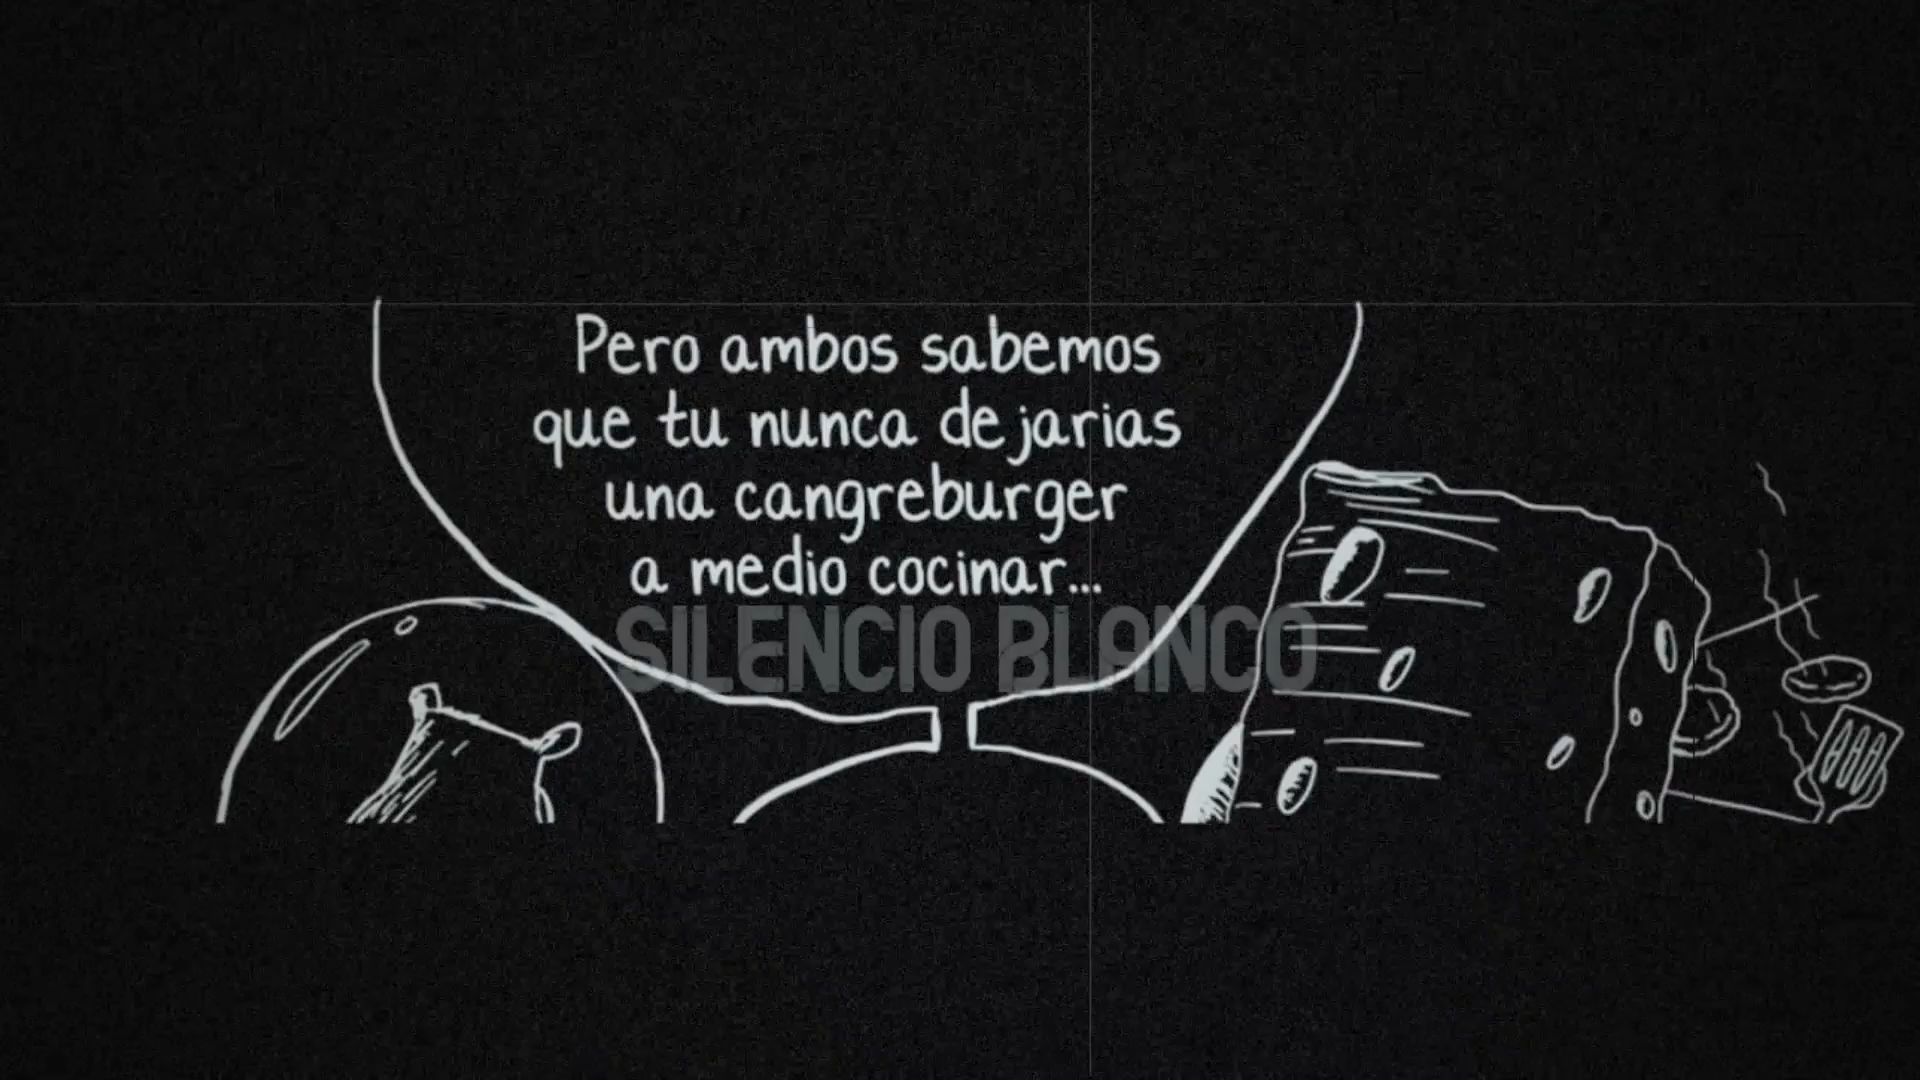 Pero ambos sabemos
que tu nunca dejarias
una cangreburger
a medio cocinar...
SILENCIO BLANCO